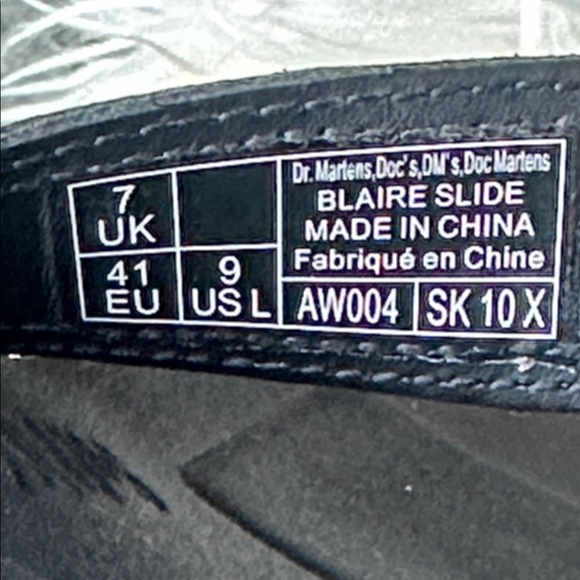 7
UK
41
EU
9
US L
Dr. Martens,Doc's,DM's,Doc Martens
BLAIRE SLIDE
MADE IN CHINA
Fabriqué en Chine
AW004
SK 10 X